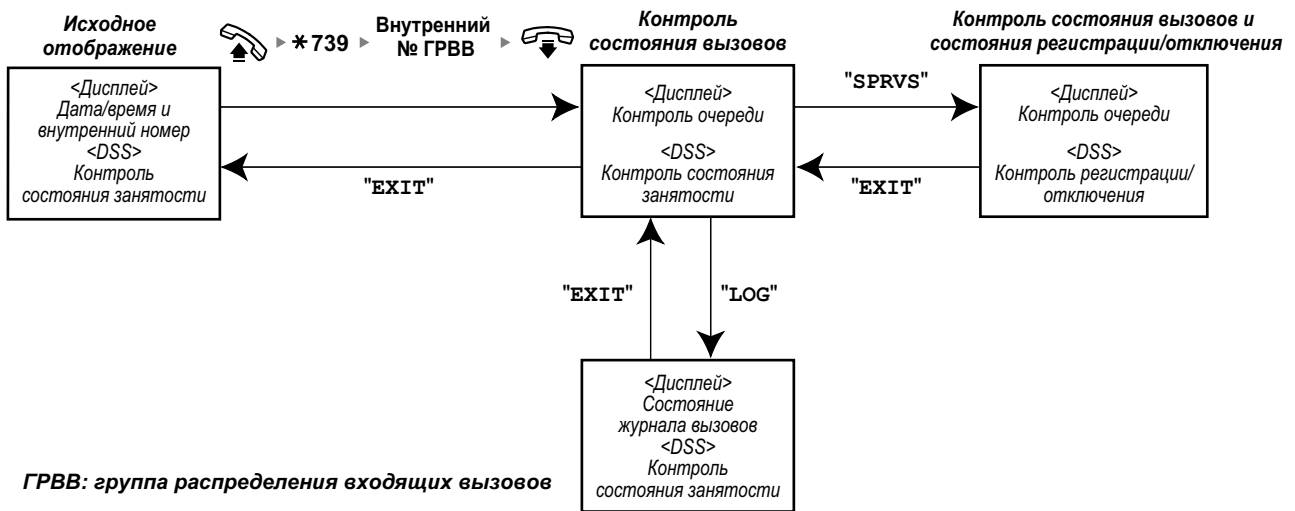 Исходное
отображение
*739
Внутренний
№ ГРВВ
Контроль
состояния вызовов
Контроль состояния вызовов и
состояния регистрации/отключения
<Дисплей>
Дата/время и
внутренний номер
<DSS>
Контроль
состояния занятости
"EXIT"
<Дисплей>
Контроль очереди
<DSS>
Контроль состояния
занятости
"SPRVS"
"EXIT"
<Дисплей>
Контроль очереди
<DSS>
Контроль регистрации/
отключения
"EXIT"
"LOG"
<Дисплей>
Состояние
журнала вызовов
<DSS>
Контроль
состояния занятости
ГРВВ: группа распределения входящих вызовов